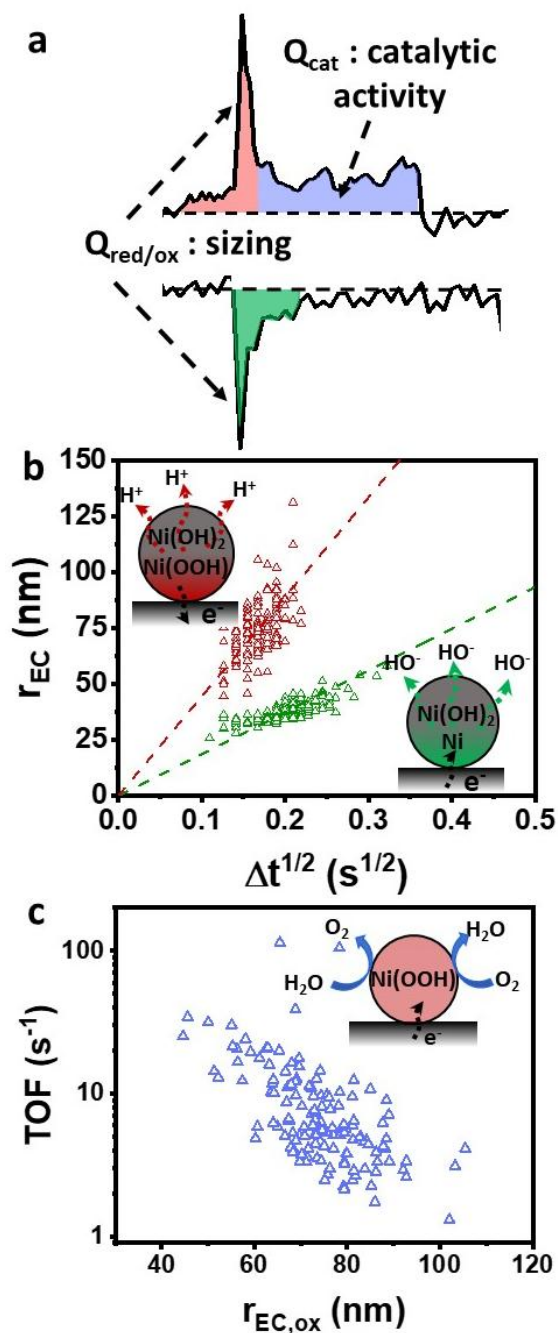 a
Q_cat : catalytic
activity
Q_red/ox : sizing
b
150
125
100
75
50
25
0
r_EC (nm)
H⁺
H⁺
H⁺
Ni(OH)₂
Ni(OOH)
e⁻
HO⁻
HO⁻
HO⁻
Ni(OH)₂
Ni
e⁻
0.0 0.1 0.2 0.3 0.4 0.5
Δt^1/2 (s^1/2)
c
100
10
1
TOF (s⁻¹)
O₂
H₂O
H₂O
Ni(OOH)
O₂
e⁻
40 60 80 100 120
r_EC,ox (nm)